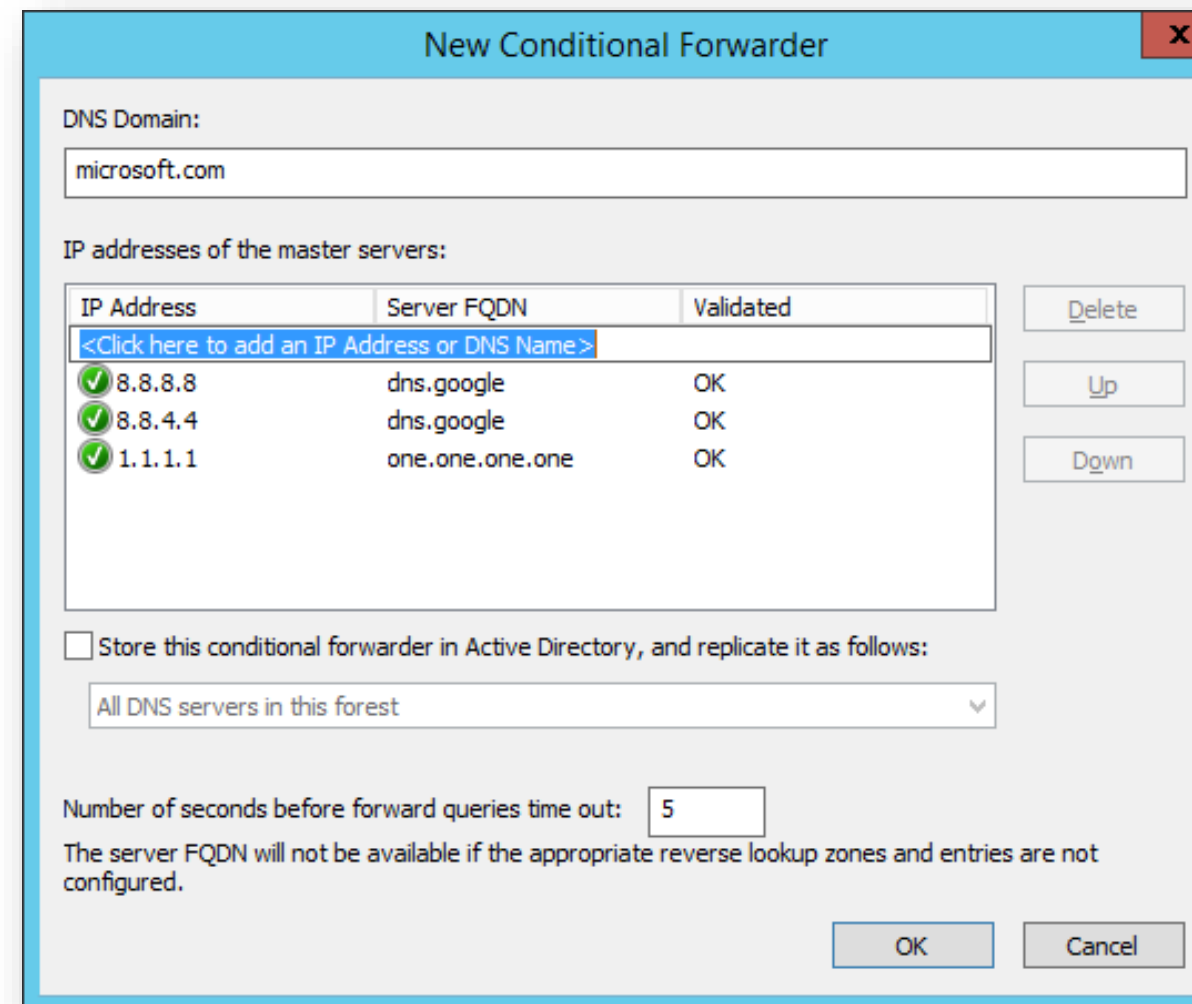 New Conditional Forwarder
x
DNS Domain:
microsoft.com
IP addresses of the master servers:
IP Address Server FQDN Validated
<Click here to add an IP Address or DNS Name>
8.8.8.8 dns.google OK
8.8.4.4 dns.google OK
1.1.1.1 one.one.one.one OK
Delete
Up
Down
Store this conditional forwarder in Active Directory, and replicate it as follows:
All DNS servers in this forest
Number of seconds before forward queries time out: 5
The server FQDN will not be available if the appropriate reverse lookup zones and entries are not
configured.
OK Cancel